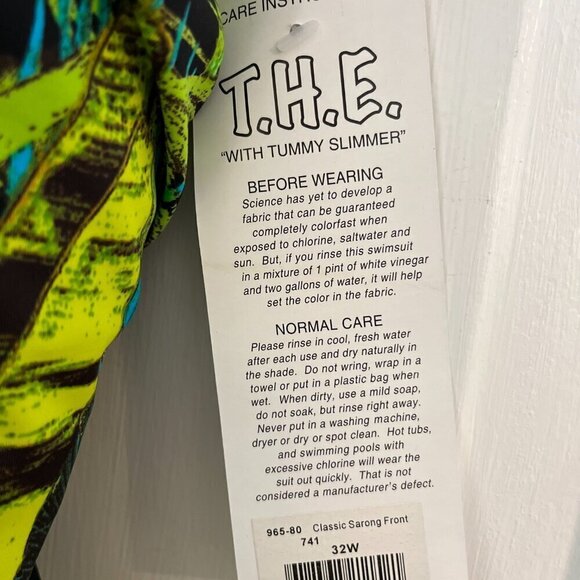 CARE
T.H.E.
"WITH TUMMY SLIMMER"
BEFORE WEARING
Science has yet to develop a
fabric that can be guaranteed
completely colorfast when
exposed to chlorine, saltwater and
sun. But, if you rinse this swimsuit
in a mixture of 1 pint of white vinegar
and two gallons of water, it will help
set the color in the fabric.
NORMAL CARE
Please rinse in cool, fresh water
after each use and dry naturally in
the shade. Do not wring, wrap in a
towel or put in a plastic bag when
wet. When dirty, use a mild soap,
do not soak, but rinse right away.
Never put in a washing machine,
dryer or dry or spot clean. Hot tubs,
and swimming pools with
excessive chlorine will wear the
suit out quickly. That is not
considered a manufacturer's defect.
965-80 Classic Sarong Front
741
32W